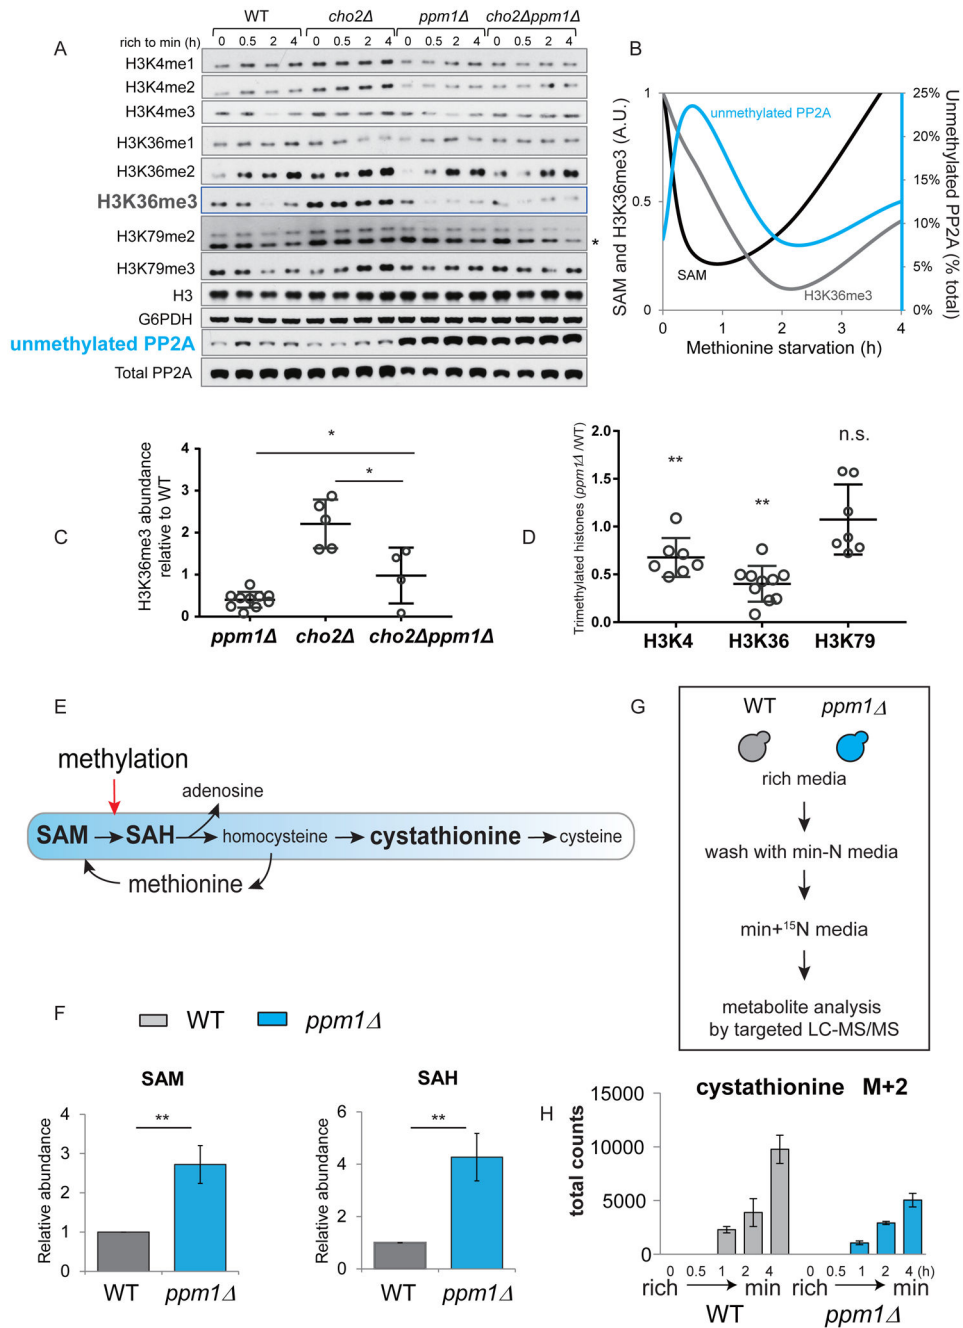 A
WT cho2Δ ppm1Δ cho2Δppm1Δ
rich to min (h) 0 0.5 2 4 0 0.5 2 4 0 0.5 2 4 0 0.5 2 4
H3K4me1
H3K4me2
H3K4me3
H3K36me1
H3K36me2
H3K36me3
H3K79me2
*
H3K79me3
H3
G6PDH
unmethylated PP2A
Total PP2A
B
SAM and H3K36me3 (A.U.)
1
0.5
0
unmethylated PP2A
SAM
H3K36me3
25%
20%
15%
10%
5%
0%
Unmethylated PP2A (% total)
0 1 2 3 4
Methionine starvation (h)
C
H3K36me3 abundance
relative to WT
4
3
2
1
0
*
*
ppm1Δ cho2Δ cho2Δppm1Δ
D
Trimethylated histones (ppm1Δ /WT)
2.0
1.5
1.0
0.5
0.0
**
**
n.s.
H3K4 H3K36 H3K79
E
methylation
adenosine
SAM SAH homocysteine cystathionine cysteine
methionine
F
WT ppm1Δ
SAM
Relative abundance
4
3
2
1
0
**
WT ppm1Δ
SAH
Relative abundance
6
4
2
0
**
WT ppm1Δ
G
WT ppm1Δ
rich media
wash with min-N media
min+¹⁵N media
metabolite analysis
by targeted LC-MS/MS
H
cystathionine M+2
total counts
15000
10000
5000
0
0 0.5 1 2 4 0 0.5 1 2 4 (h)
rich min rich min
WT ppm1Δ